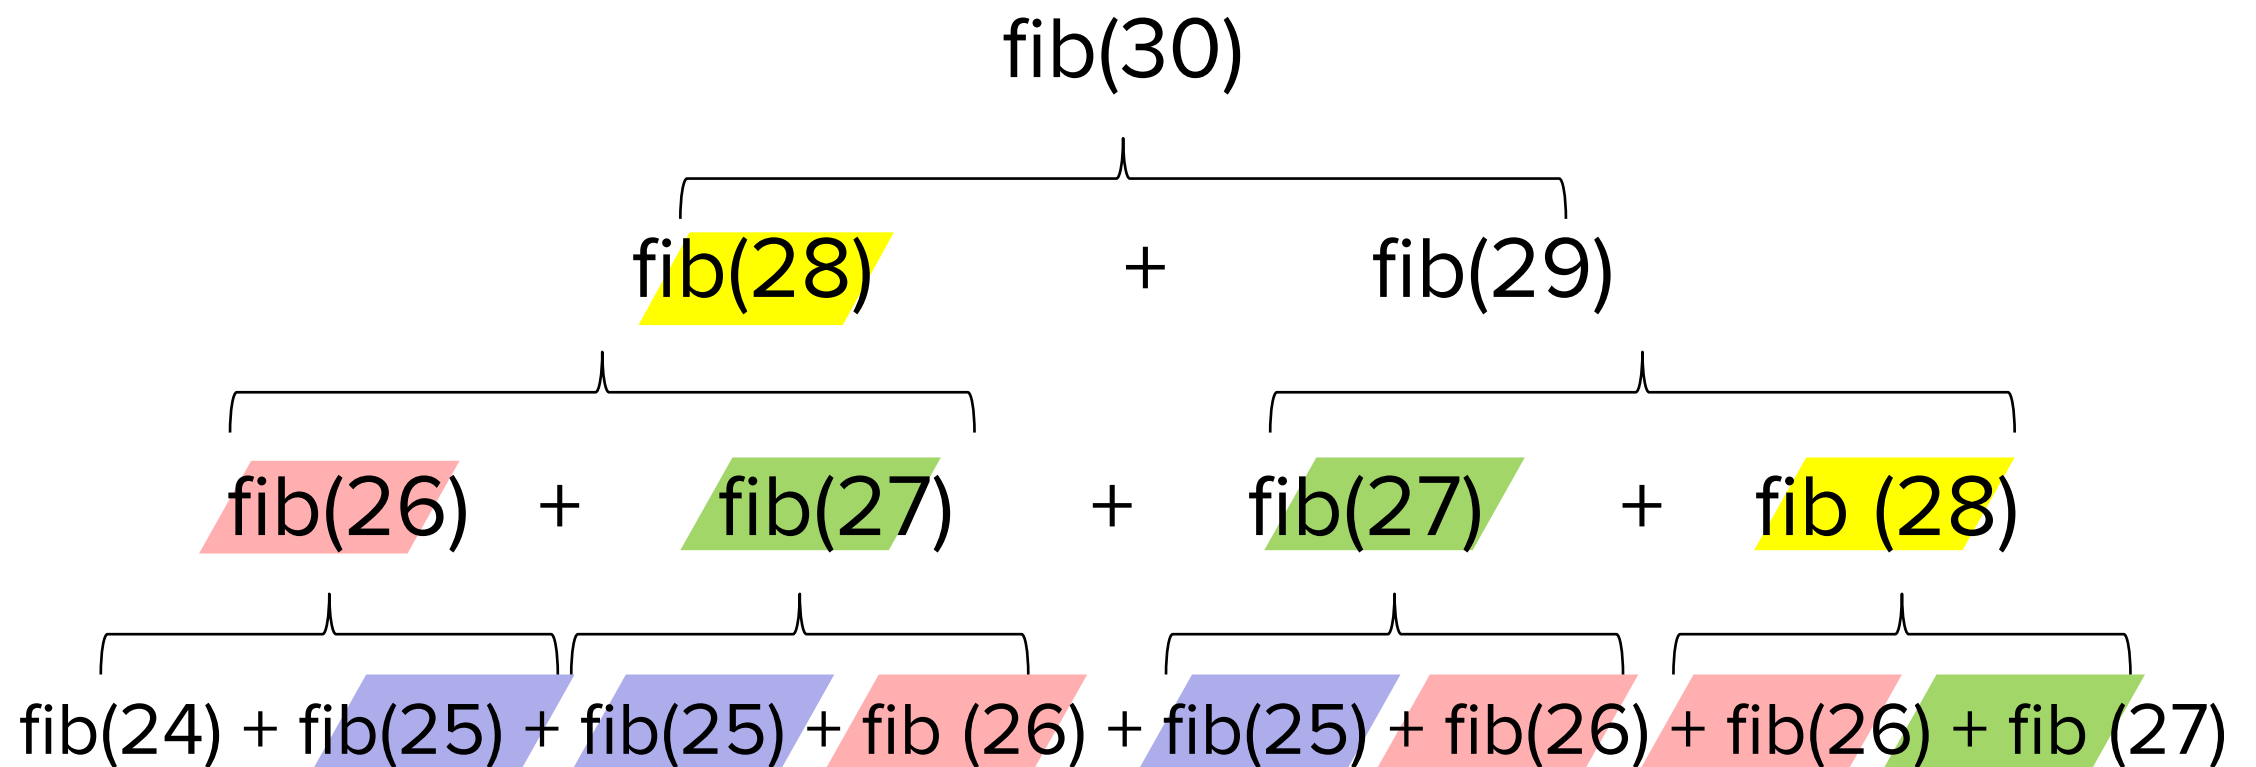 fib(30)
fib(28) + fib(29)
fib(26) + fib(27) + fib(27) + fib (28)
fib(24) + fib(25) + fib(25) + fib (26) + fib(25) + fib(26) + fib(26) + fib (27)